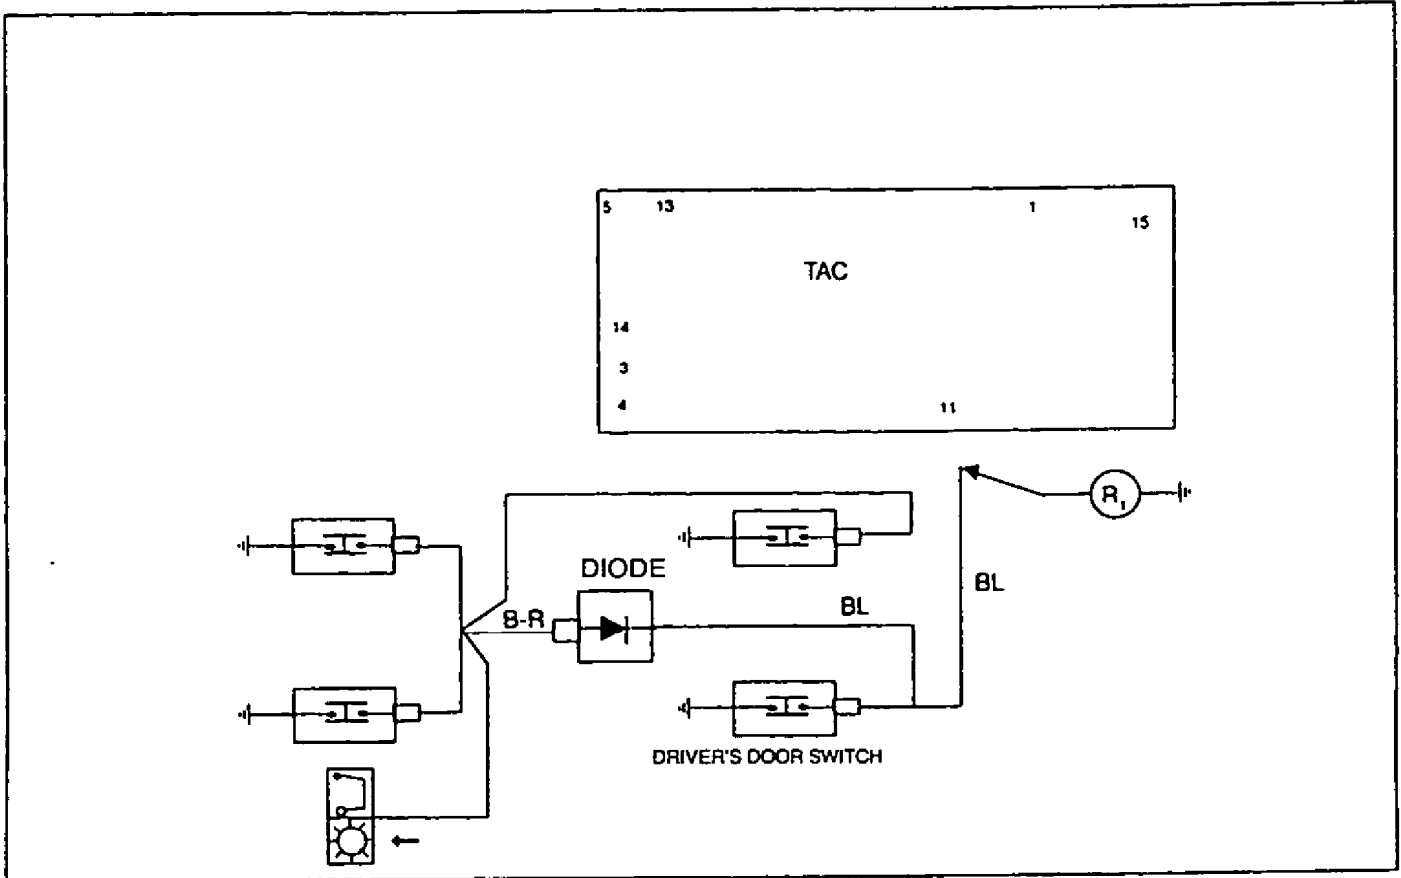 5 13 1 15
TAC
14
3
4 11
R1
DIODE
BL
B-R BL
DRIVER'S DOOR SWITCH